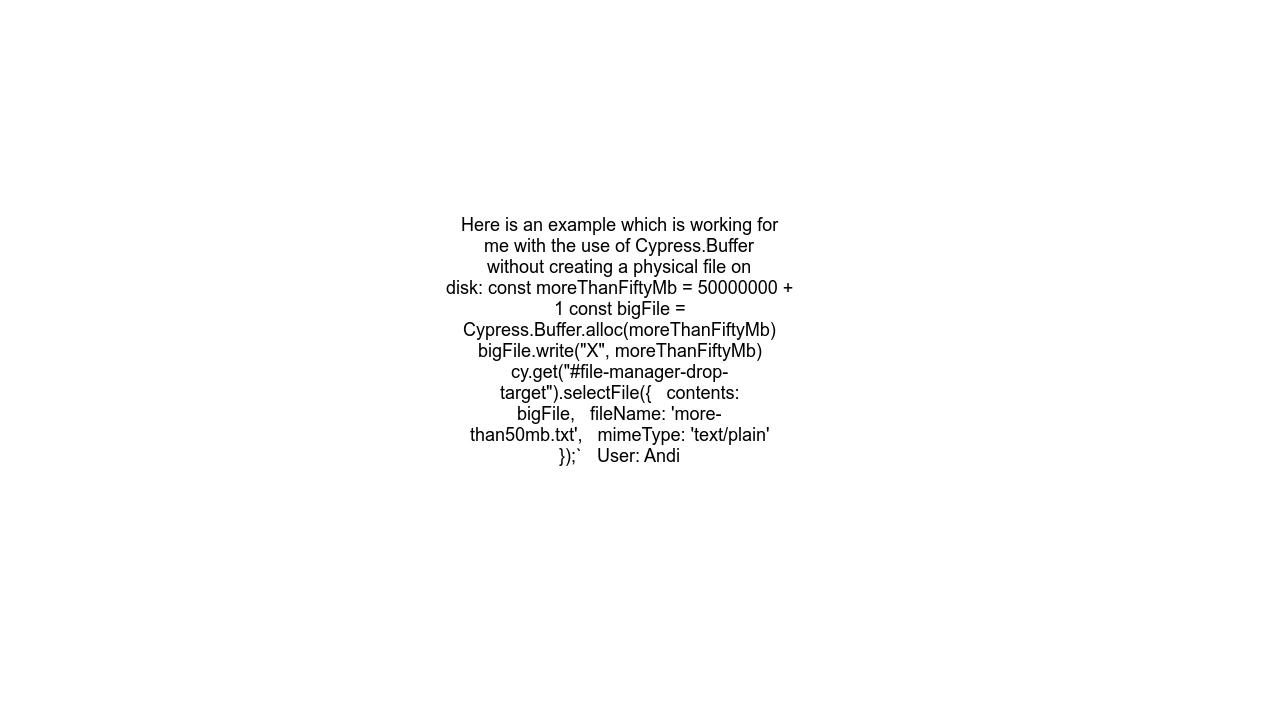 Here is an example which is working for
me with the use of Cypress.Buffer
without creating a physical file on
disk: const moreThanFiftyMb = 50000000 +
1 const bigFile =
Cypress.Buffer.alloc(moreThanFiftyMb)
bigFile.write("X", moreThanFiftyMb)
cy.get("#file-manager-drop-
target").selectFile({   contents:
bigFile,   fileName: 'more-
than50mb.txt',   mimeType: 'text/plain'
});`   User: Andi